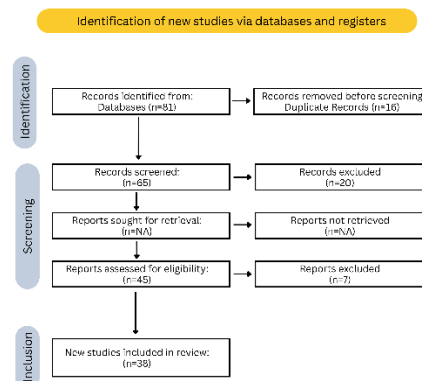 Identification of new studies via databases and registers
Identification
Records Identified from:
Databases (n=81)
Records removed before screening
Duplicate Records (n=16)
Screening
Records screened:
(n=65)
Records excluded
(n=20)
Reports sought for retrieval:
(n=NA)
Reports not retrieved
(n=NA)
Reports assessed for eligibility:
(n=45)
Reports excluded
(n=7)
Inclusion
New studies included in review:
(n=38)